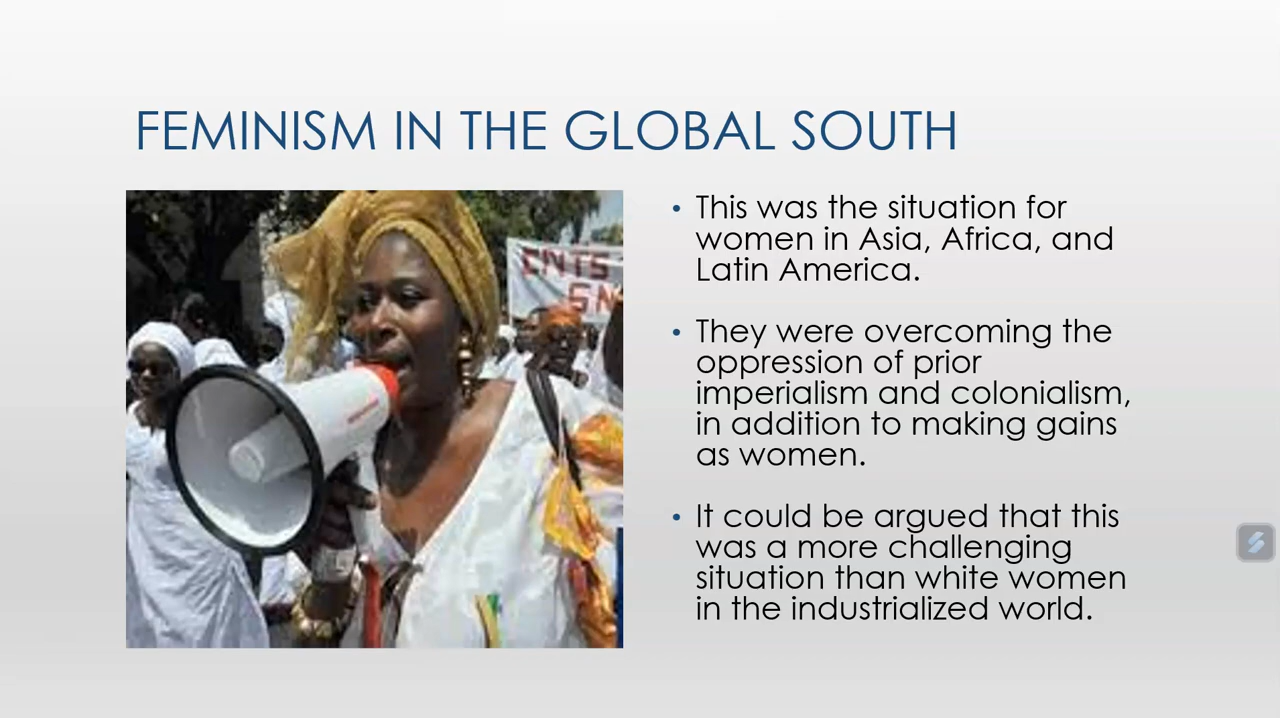 FEMINISM IN THE GLOBAL SOUTH
CNTS
SN
• This was the situation for
women in Asia, Africa, and
Latin America.
• They were overcoming the
oppression of prior
imperialism and colonialism,
in addition to making gains
as women.
• It could be argued that this
was a more challenging
situation than white women
in the industrialized world.